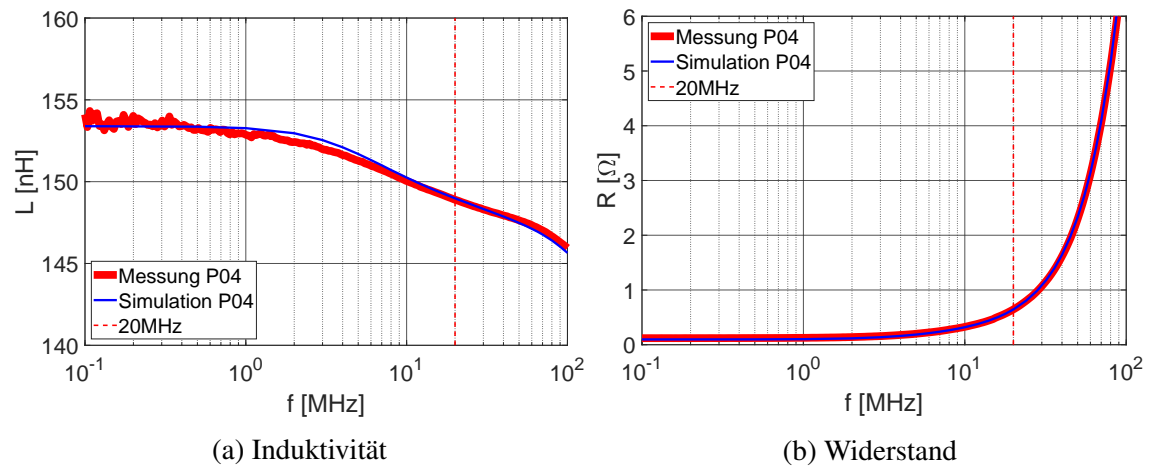 160
155
150
145
140
L [nH]
Messung P04
Simulation P04
20MHz
10^-1
10^0
10^1
10^2
f [MHz]
(a) Induktivität
6
5
4
3
2
1
0
R [Ω]
Messung P04
Simulation P04
20MHz
10^-1
10^0
10^1
10^2
f [MHz]
(b) Widerstand